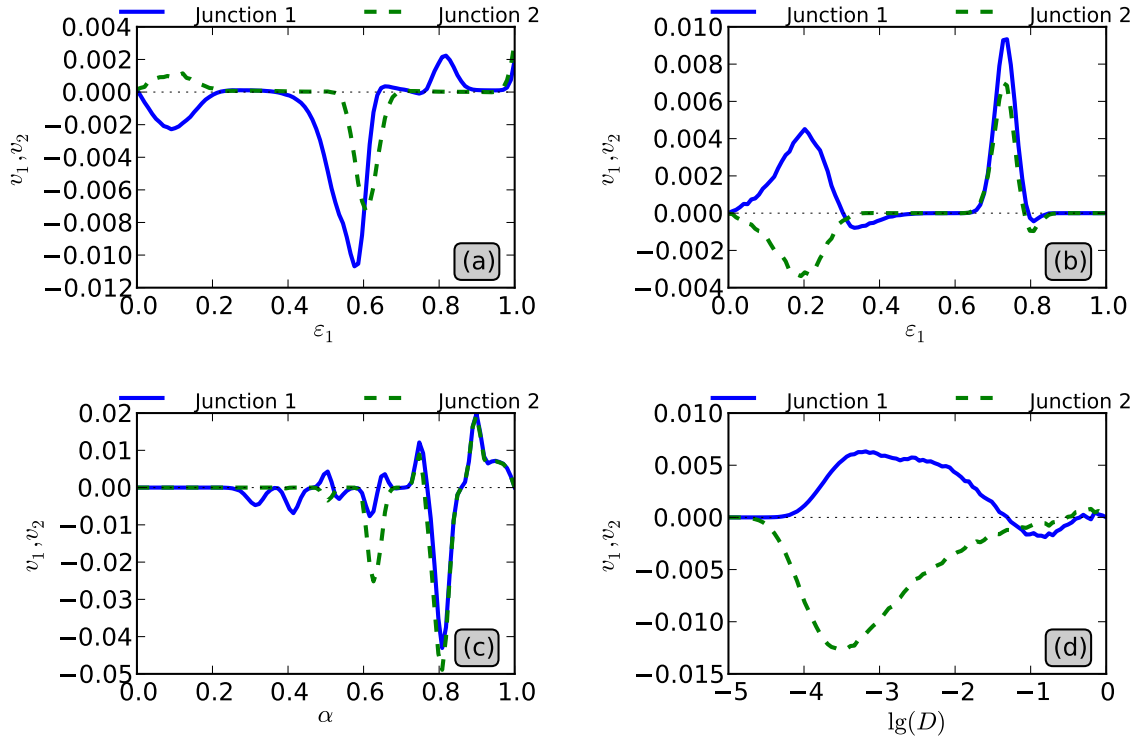 Junction 1 Junction 2
0.004
0.002
0.000
−0.002
−0.004
−0.006
−0.008
−0.010
−0.012
v₁,v₂
(a)
0.0 0.2 0.4 0.6 0.8 1.0
ε₁
Junction 1 Junction 2
0.010
0.008
0.006
0.004
0.002
0.000
−0.002
−0.004
v₁,v₂
(b)
0.0 0.2 0.4 0.6 0.8 1.0
ε₁
Junction 1 Junction 2
0.02
0.01
0.00
−0.01
−0.02
−0.03
−0.04
−0.05
v₁,v₂
(c)
0.0 0.2 0.4 0.6 0.8 1.0
α
Junction 1 Junction 2
0.010
0.005
0.000
−0.005
−0.010
−0.015
v₁,v₂
(d)
−5 −4 −3 −2 −1 0
lg(D)